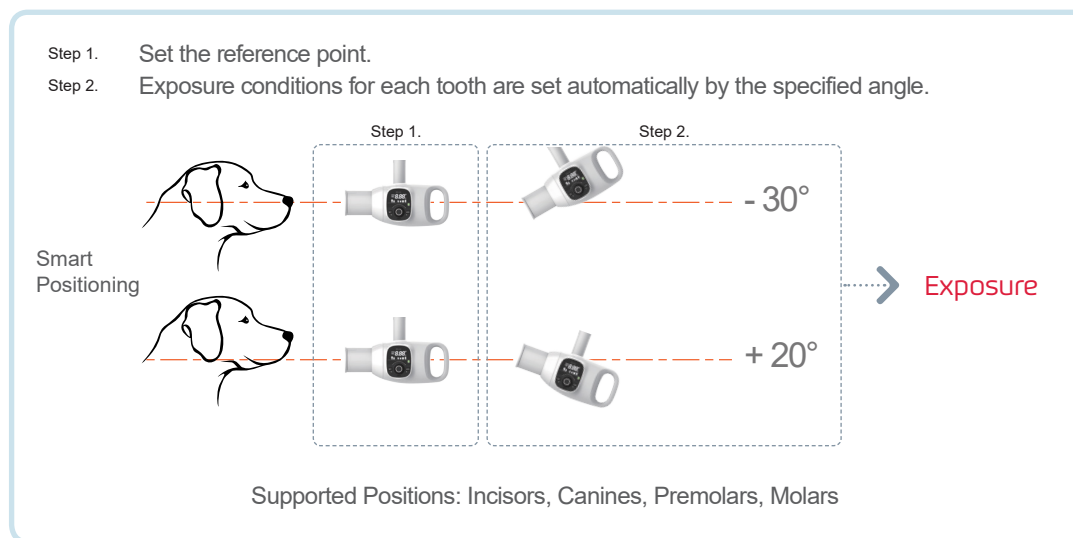 Step 1. Set the reference point.
Step 2. Exposure conditions for each tooth are set automatically by the specified angle.
Step 1.
Step 2.
- 30°
Smart
Positioning
Exposure
+ 20°
Supported Positions: Incisors, Canines, Premolars, Molars